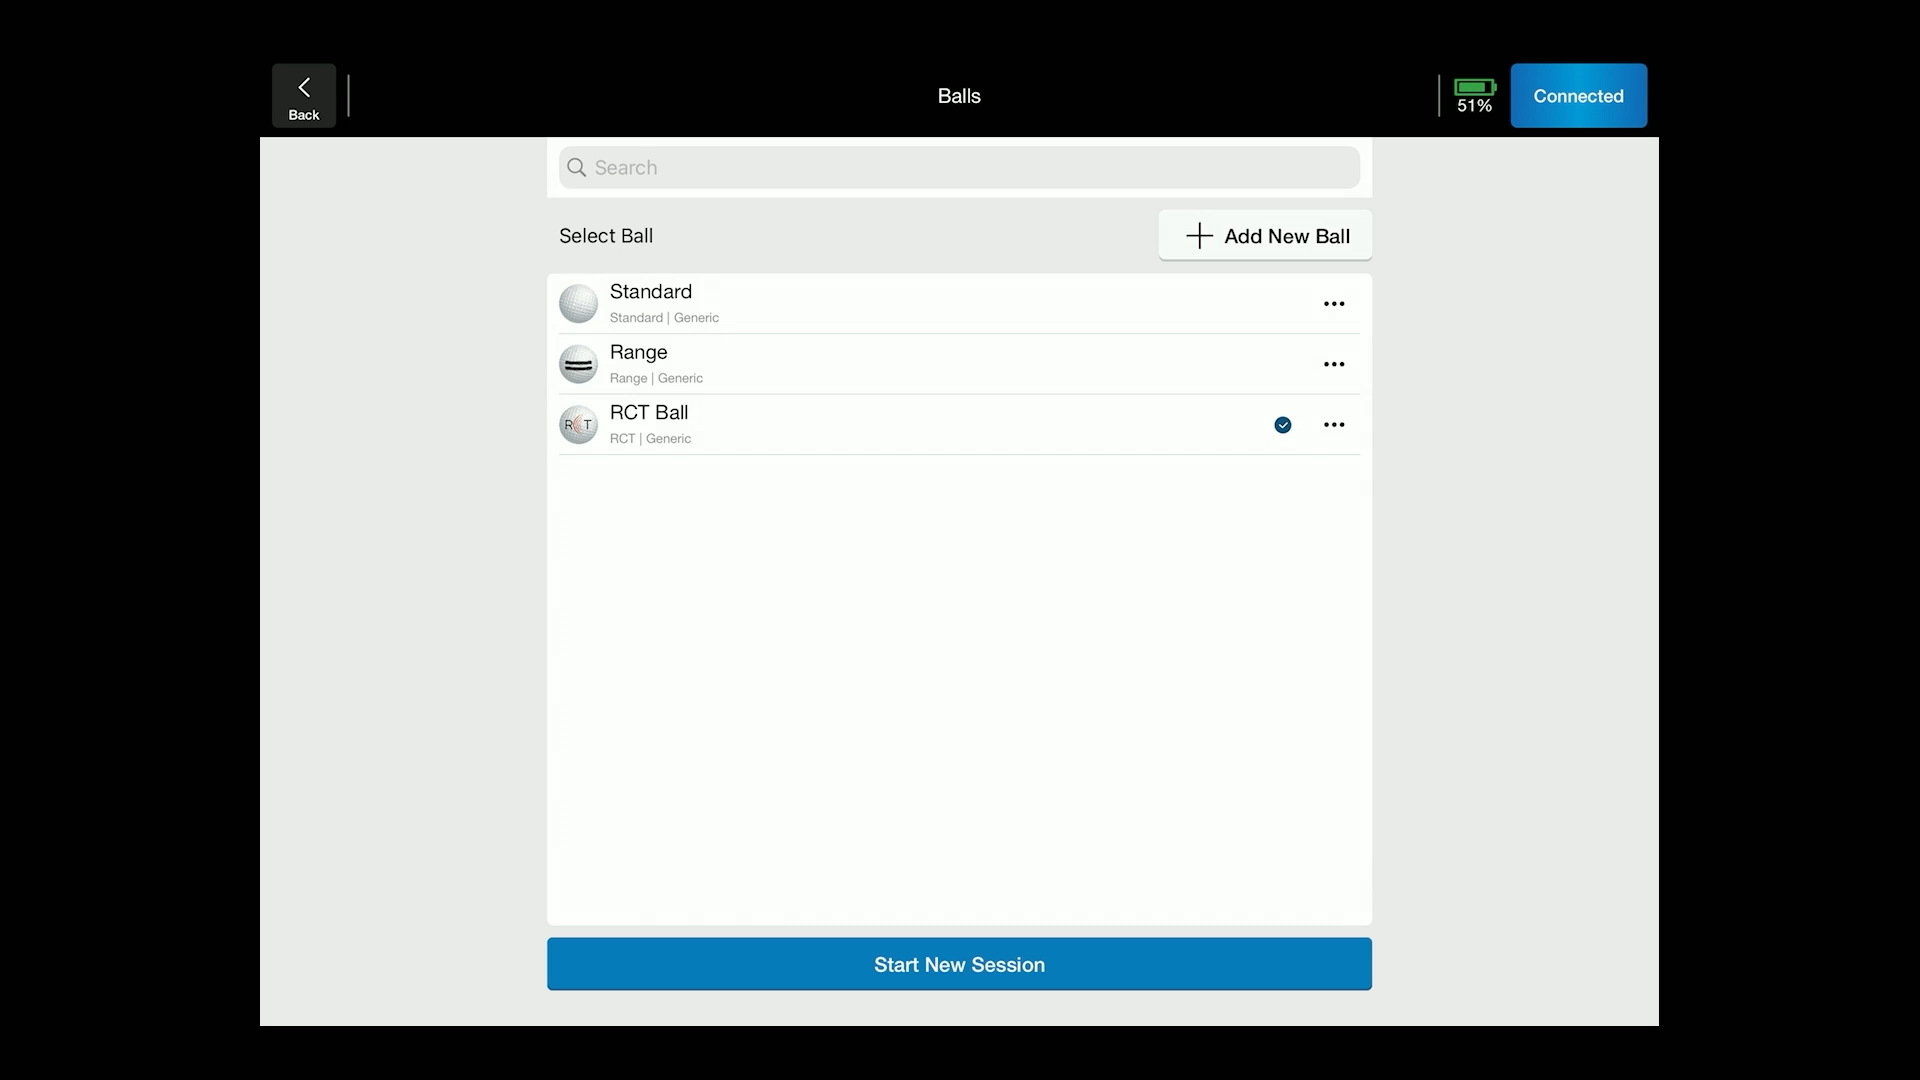 Back
Balls
51%
Connected
Search
Select Ball
Add New Ball
Standard
Standard | Generic
Range
Range | Generic
RCT
RCT Ball
RCT | Generic
Start New Session